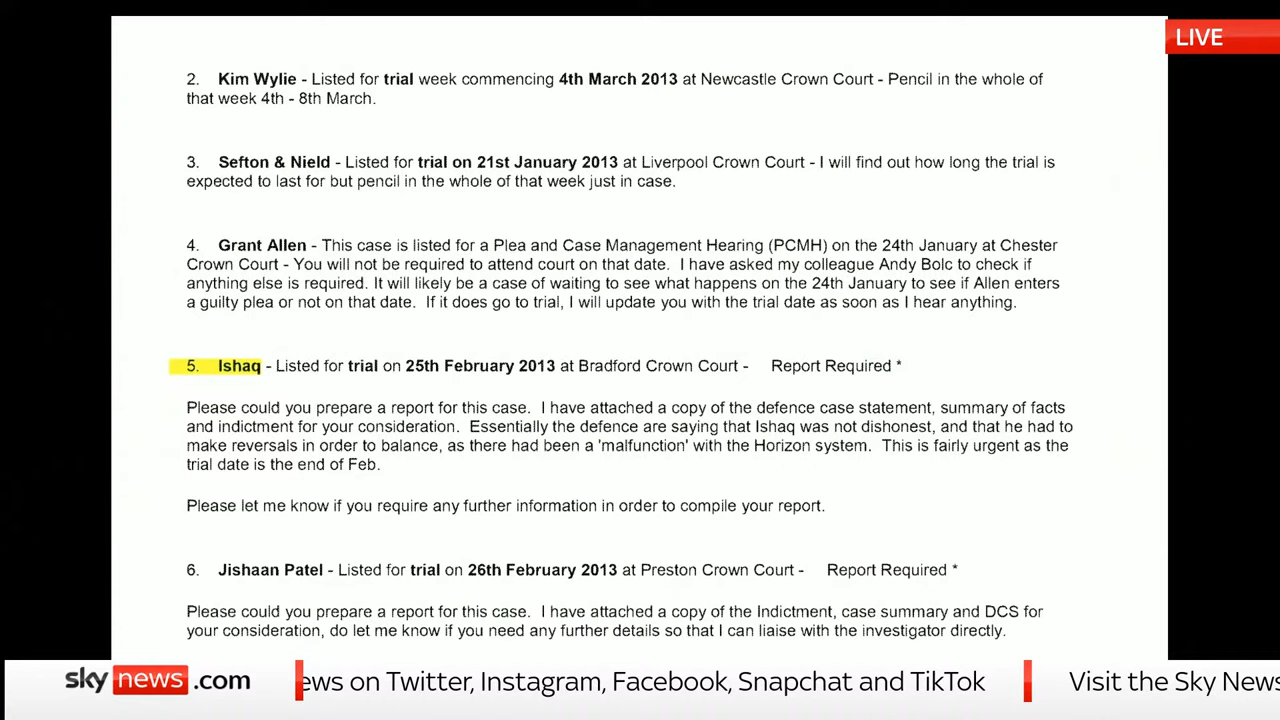 LIVE
2. Kim Wylie - Listed for trial week commencing 4th March 2013 at Newcastle Crown Court - Pencil in the whole of
that week 4th - 8th March.
3. Sefton & Nield - Listed for trial on 21st January 2013 at Liverpool Crown Court - I will find out how long the trial is
expected to last for but pencil in the whole of that week just in case.
4. Grant Allen - This case is listed for a Plea and Case Management Hearing (PCMH) on the 24th January at Chester
Crown Court - You will not be required to attend court on that date. I have asked my colleague Andy Bolc to check if
anything else is required. It will likely be a case of waiting to see what happens on the 24th January to see if Allen enters
a guilty plea or not on that date. If it does go to trial, I will update you with the trial date as soon as I hear anything.
5. Ishaq - Listed for trial on 25th February 2013 at Bradford Crown Court - Report Required *
Please could you prepare a report for this case. I have attached a copy of the defence case statement, summary of facts
and indictment for your consideration. Essentially the defence are saying that Ishaq was not dishonest, and that he had to
make reversals in order to balance, as there had been a 'malfunction' with the Horizon system. This is fairly urgent as the
trial date is the end of Feb.
Please let me know if you require any further information in order to compile your report.
6. Jishaan Patel - Listed for trial on 26th February 2013 at Preston Crown Court - Report Required *
Please could you prepare a report for this case. I have attached a copy of the Indictment, case summary and DCS for
your consideration, do let me know if you need any further details so that I can liaise with the investigator directly.
sky news .com ews on Twitter, Instagram, Facebook, Snapchat and TikTok Visit the Sky News